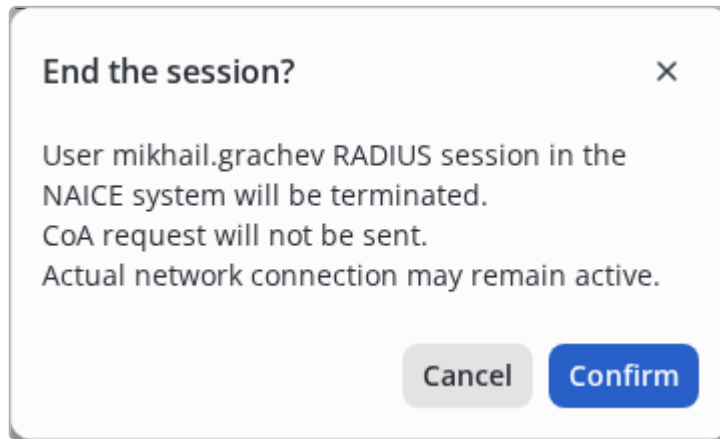 End the session?
User mikhail.grachev RADIUS session in the
NAICE system will be terminated.
CoA request will not be sent.
Actual network connection may remain active.
Cancel
Confirm